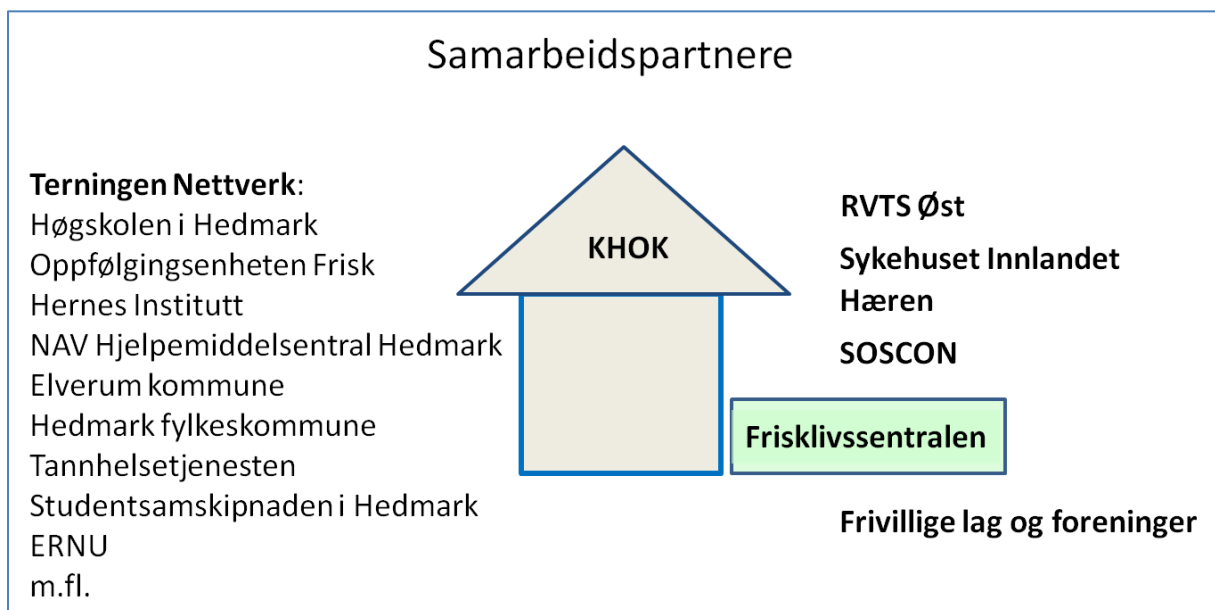 Samarbeidspartnere
Terningen Nettverk:
Høgskolen i Hedmark
Oppfølgingsenheten Frisk
Hernes Institutt
NAV Hjelpemiddelsentral Hedmark
Elverum kommune
Hedmark fylkeskommune
Tannhelsetjenesten
Studentsamskipnaden i Hedmark
ERNU
m.fl.
KHOK
RVTS Øst
Sykehuset Innlandet
Hæren
SOSCON
Frisklivssentralen
Frivillige lag og foreninger